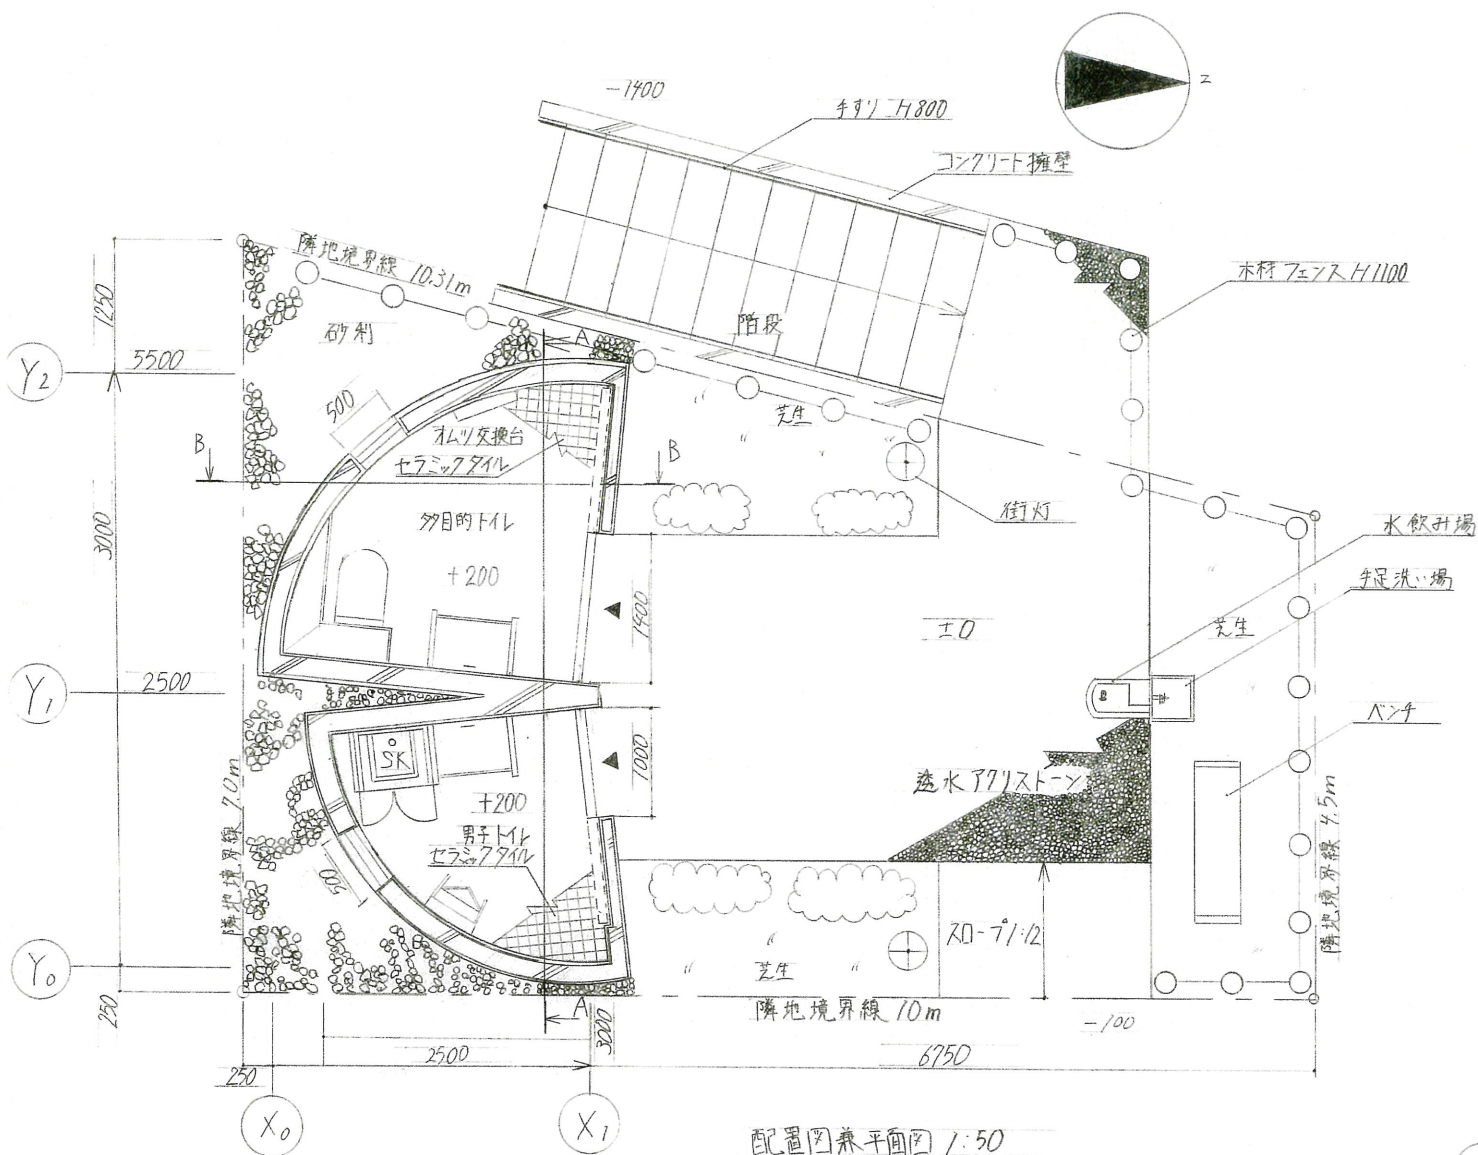 -1400
手すり H800
コンクリート擁壁
木材フェンス H1100
隣地境界線 10.31m
砂利
階段
A
1250
Y2
5500
500
オムツ交換台
セラミックタイル
芝生
B
B
街灯
水飲み場
手足洗い場
多目的トイレ
+200
3000
1400
±0
芝生
Y1
2500
ベンチ
SK
1000
透水アクリストーン
+200
男子トイレ
セラミックタイル
隣地境界線 7.0m
500
隣地境界線 4.5m
スロープ1:12
Y0
芝生
250
A
隣地境界線 10m
-100
3000
2500
6750
250
X0
X1
配置図兼平面図 1:50